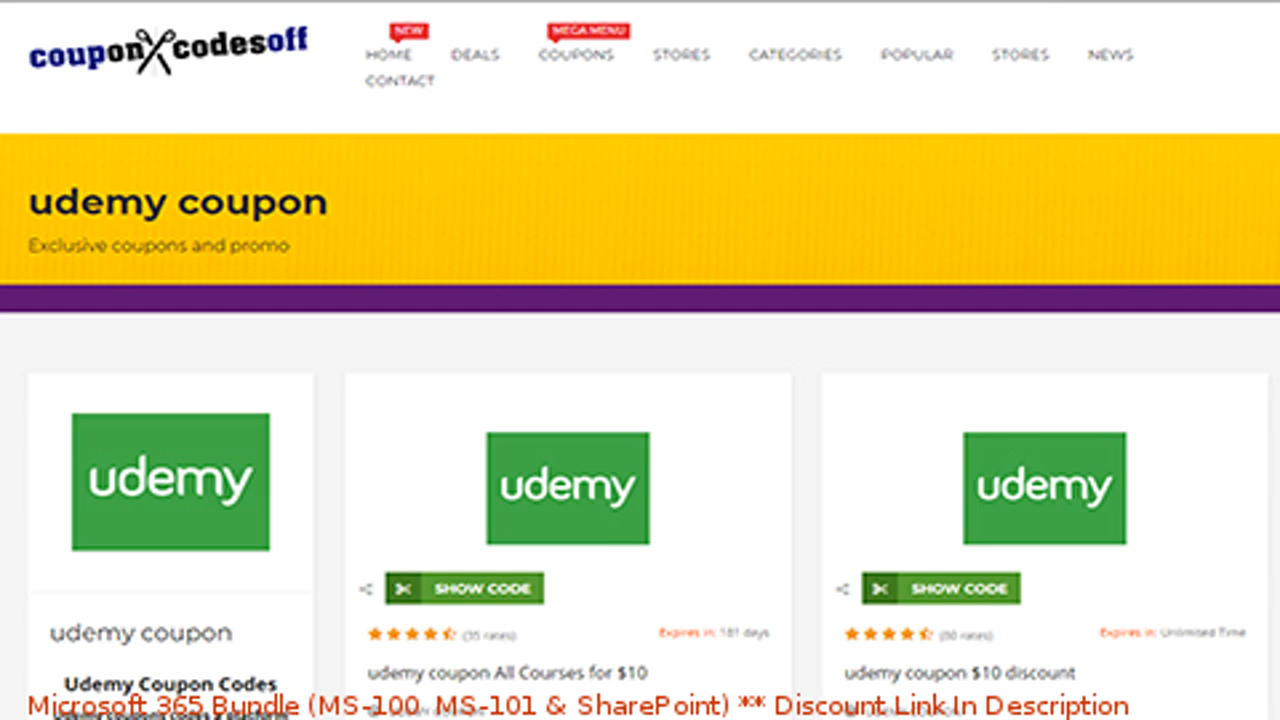 couponXcodesoff
NEW
MEGA MENU
HOME DEALS COUPONS STORES CATEGORIES POPULAR STORES NEWS
CONTACT
udemy coupon
Exclusive coupons and promo
udemy
udemy
udemy
SHOW CODE
SHOW CODE
(35 rates)
Expires in: 181 days
(80 rates)
Expires in: Unlimited Time
udemy coupon
udemy coupon All Courses for $10
udemy coupon $10 discount
Udemy Coupon Codes
Microsoft 365 Bundle (MS-100, MS-101 & SharePoint) ** Discount Link In Description